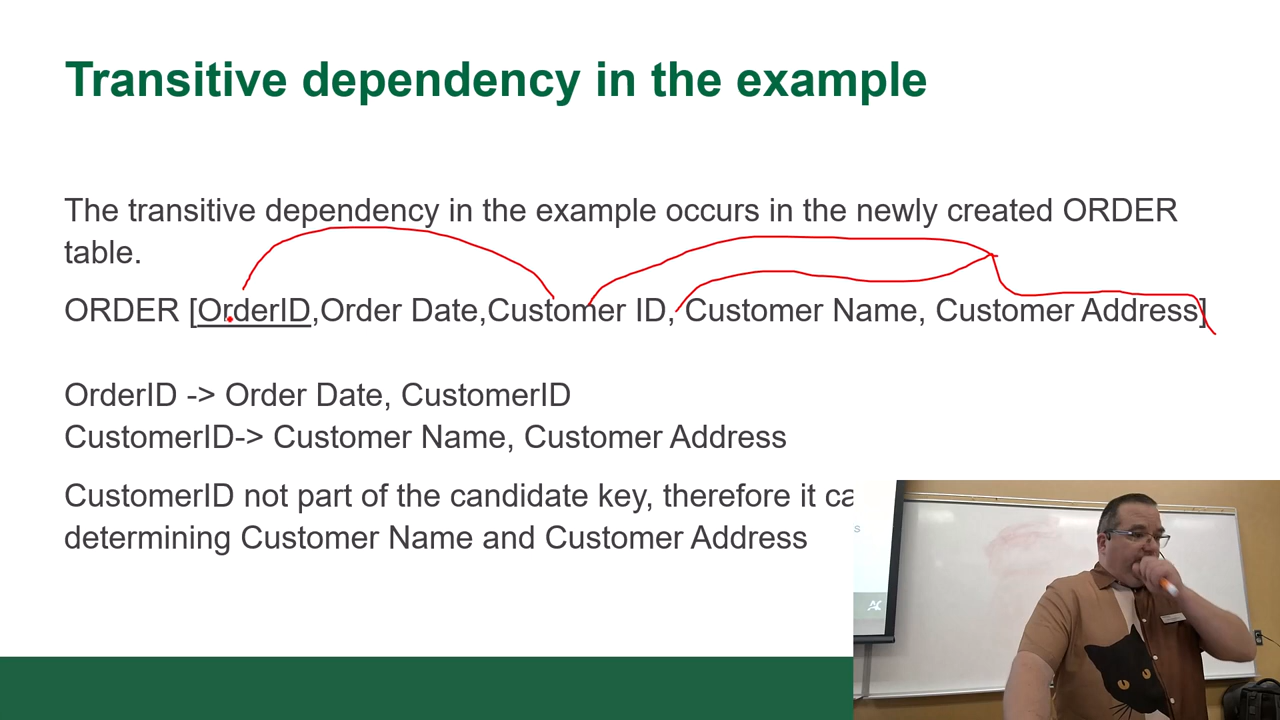 Transitive dependency in the example
The transitive dependency in the example occurs in the newly created ORDER
table.
ORDER [OrderID,Order Date,Customer ID, Customer Name, Customer Address]
OrderID -> Order Date, CustomerID
CustomerID-> Customer Name, Customer Address
CustomerID not part of the candidate key, therefore it ca
determining Customer Name and Customer Address